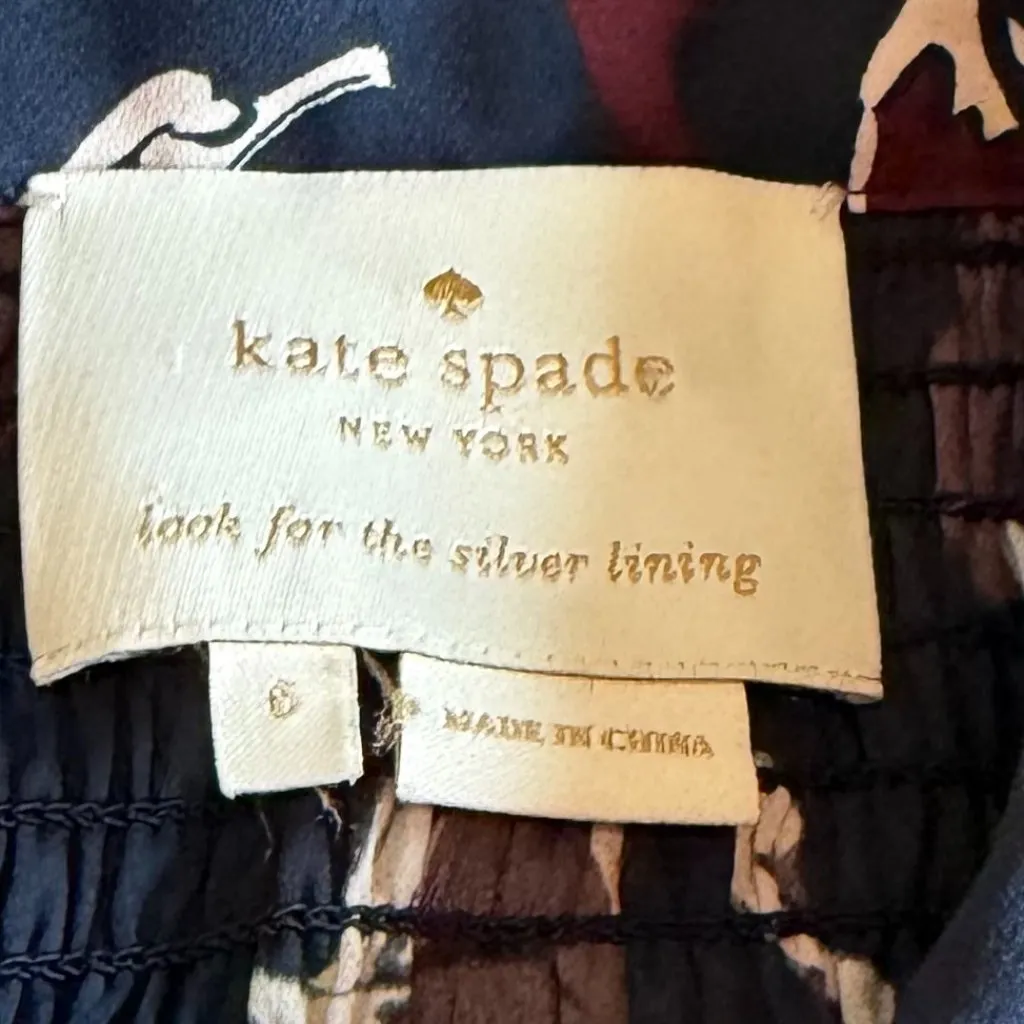 kate spade
NEW YORK
look for the silver lining
6
MADE IN CHINA